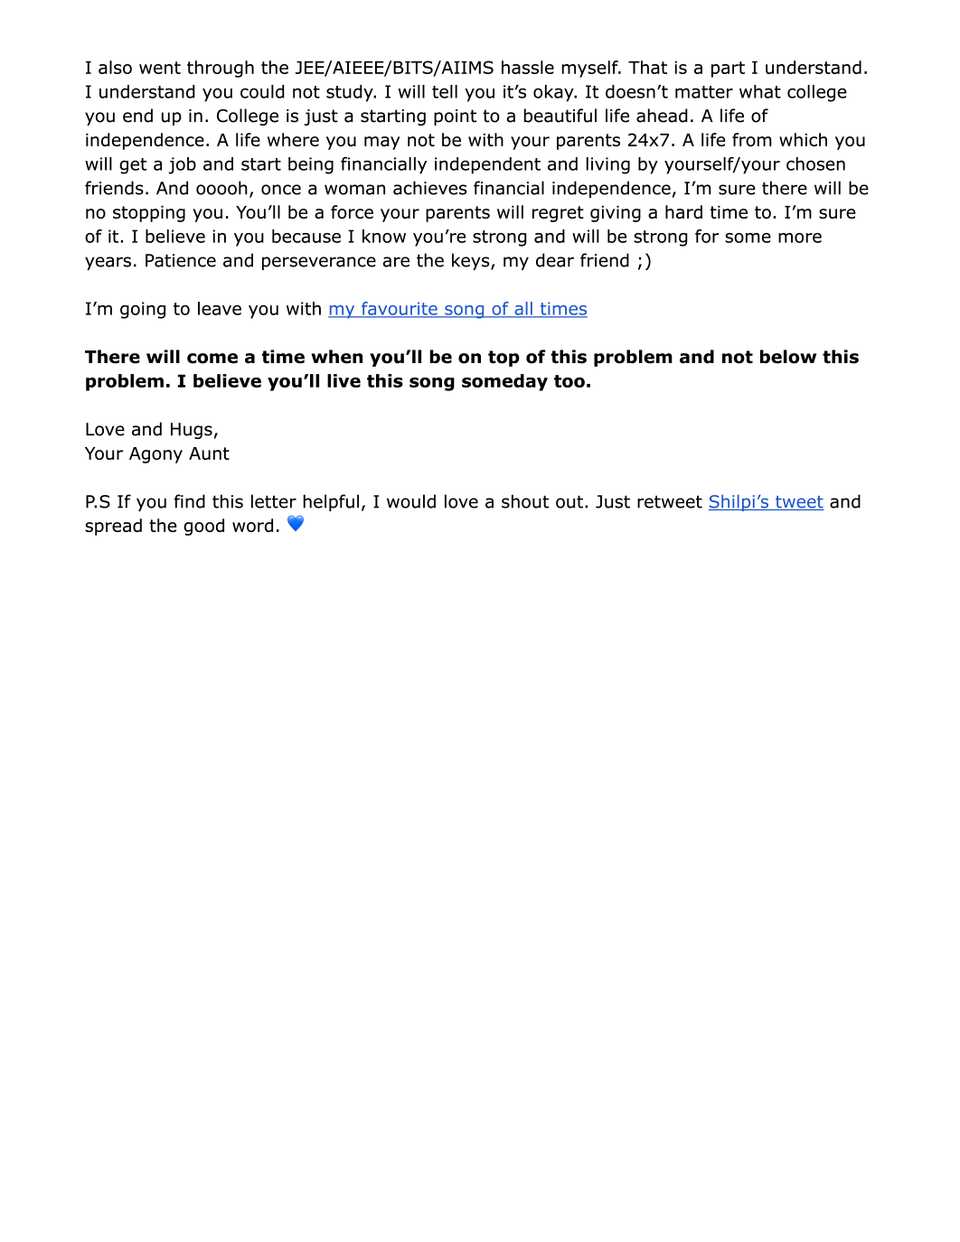 I also went through the JEE/AIEEE/BITS/AIIMS hassle myself. That is a part I understand.
I understand you could not study. I will tell you it’s okay. It doesn’t matter what college
you end up in. College is just a starting point to a beautiful life ahead. A life of
independence. A life where you may not be with your parents 24x7. A life from which you
will get a job and start being financially independent and living by yourself/your chosen
friends. And ooooh, once a woman achieves financial independence, I’m sure there will be
no stopping you. You’ll be a force your parents will regret giving a hard time to. I’m sure
of it. I believe in you because I know you’re strong and will be strong for some more
years. Patience and perseverance are the keys, my dear friend ;)
I’m going to leave you with my favourite song of all times
There will come a time when you’ll be on top of this problem and not below this
problem. I believe you’ll live this song someday too.
Love and Hugs,
Your Agony Aunt
P.S If you find this letter helpful, I would love a shout out. Just retweet Shilpi’s tweet and
spread the good word. 💙